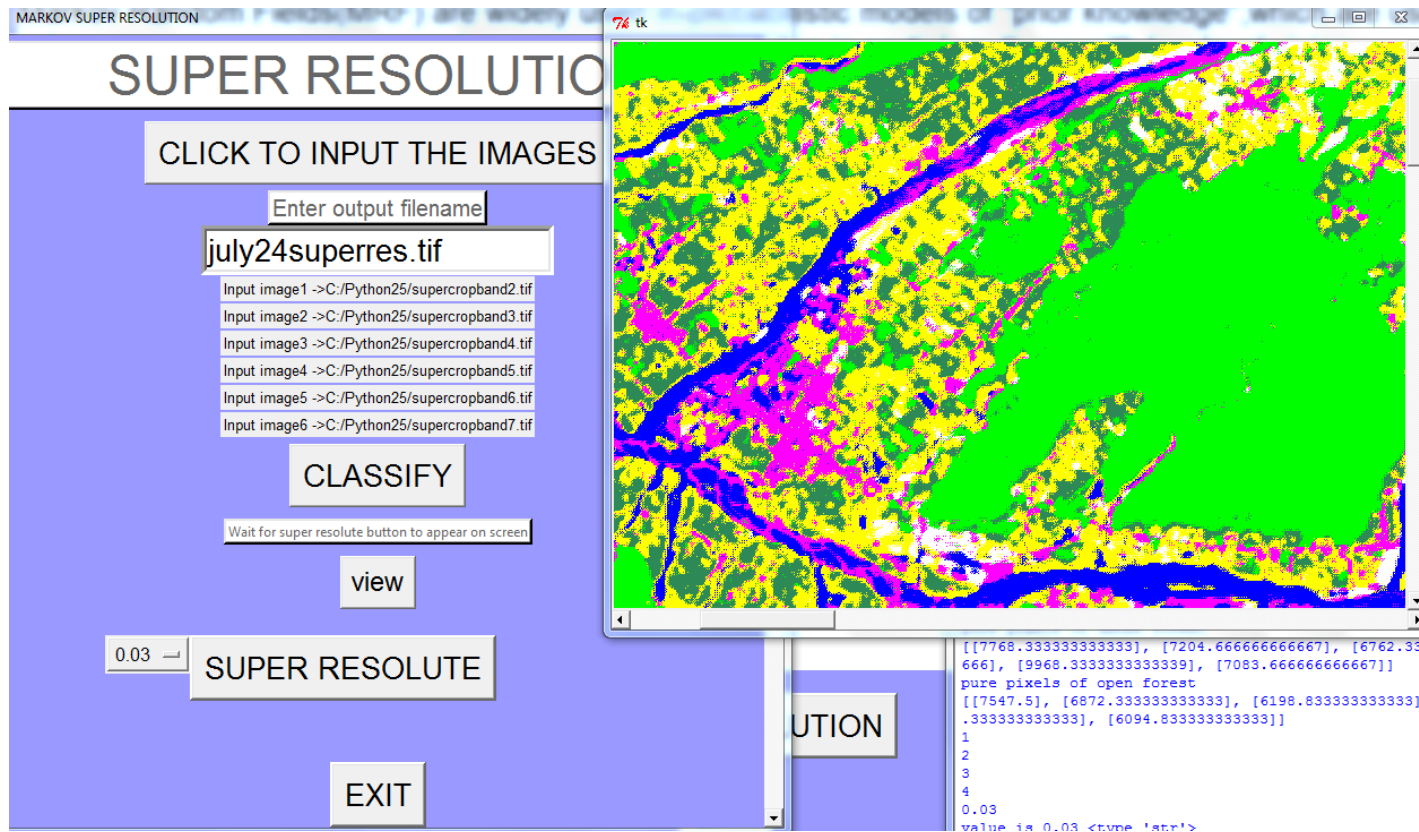 MARKOV SUPER RESOLUTION
SUPER RESOLUTIO
CLICK TO INPUT THE IMAGES
Enter output filename
july24superres.tif
Input image1 ->C:/Python25/supercropband2.tif
Input image2 ->C:/Python25/supercropband3.tif
Input image3 ->C:/Python25/supercropband4.tif
Input image4 ->C:/Python25/supercropband5.tif
Input image5 ->C:/Python25/supercropband6.tif
Input image6 ->C:/Python25/supercropband7.tif
CLASSIFY
Wait for super resolute button to appear on screen
view
0.03
SUPER RESOLUTE
EXIT
tk
UTION
[[7768.333333333333], [7204.666666666667], [6762.33
666], [9968.3333333333339], [7083.666666666667]]
pure pixels of open forest
[[7547.5], [6872.333333333333], [6198.833333333333]
.333333333333], [6094.833333333333]]
1
2
3
4
0.03
value is 0.03 <type 'str'>